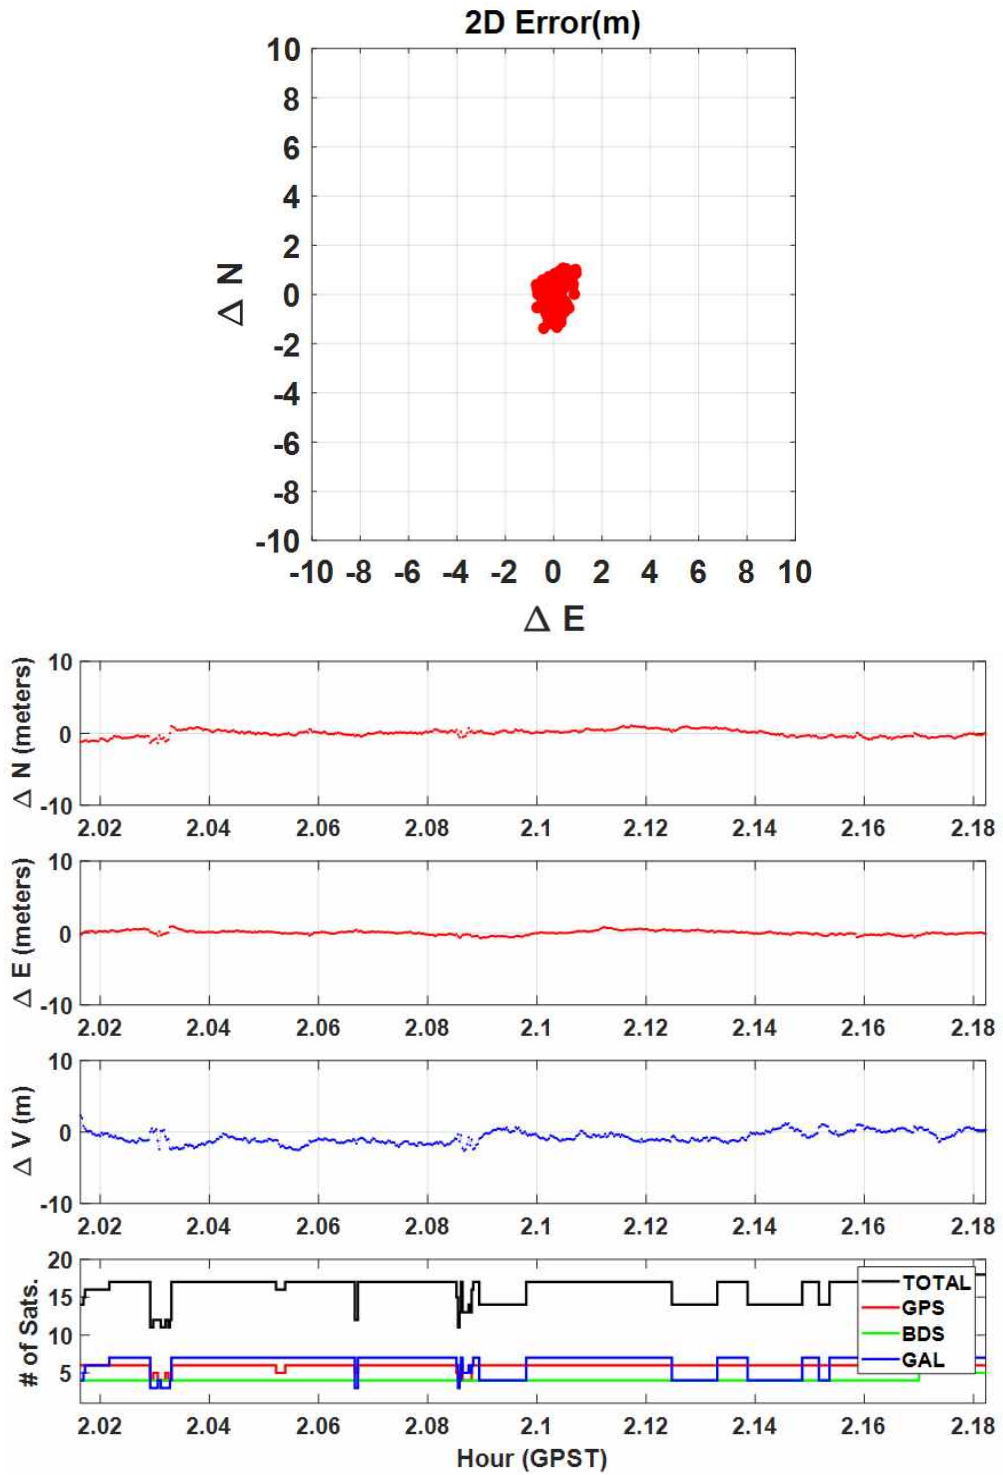 2D Error(m)
10
8
6
4
2
0
-2
-4
-6
-8
-10
Δ N
-10 -8 -6 -4 -2 0 2 4 6 8 10
Δ E
10
0
-10
Δ N (meters)
2.02 2.04 2.06 2.08 2.1 2.12 2.14 2.16 2.18
10
0
-10
Δ E (meters)
2.02 2.04 2.06 2.08 2.1 2.12 2.14 2.16 2.18
10
0
-10
Δ V (m)
2.02 2.04 2.06 2.08 2.1 2.12 2.14 2.16 2.18
20
15
10
5
# of Sats.
TOTAL
GPS
BDS
GAL
2.02 2.04 2.06 2.08 2.1 2.12 2.14 2.16 2.18
Hour (GPST)